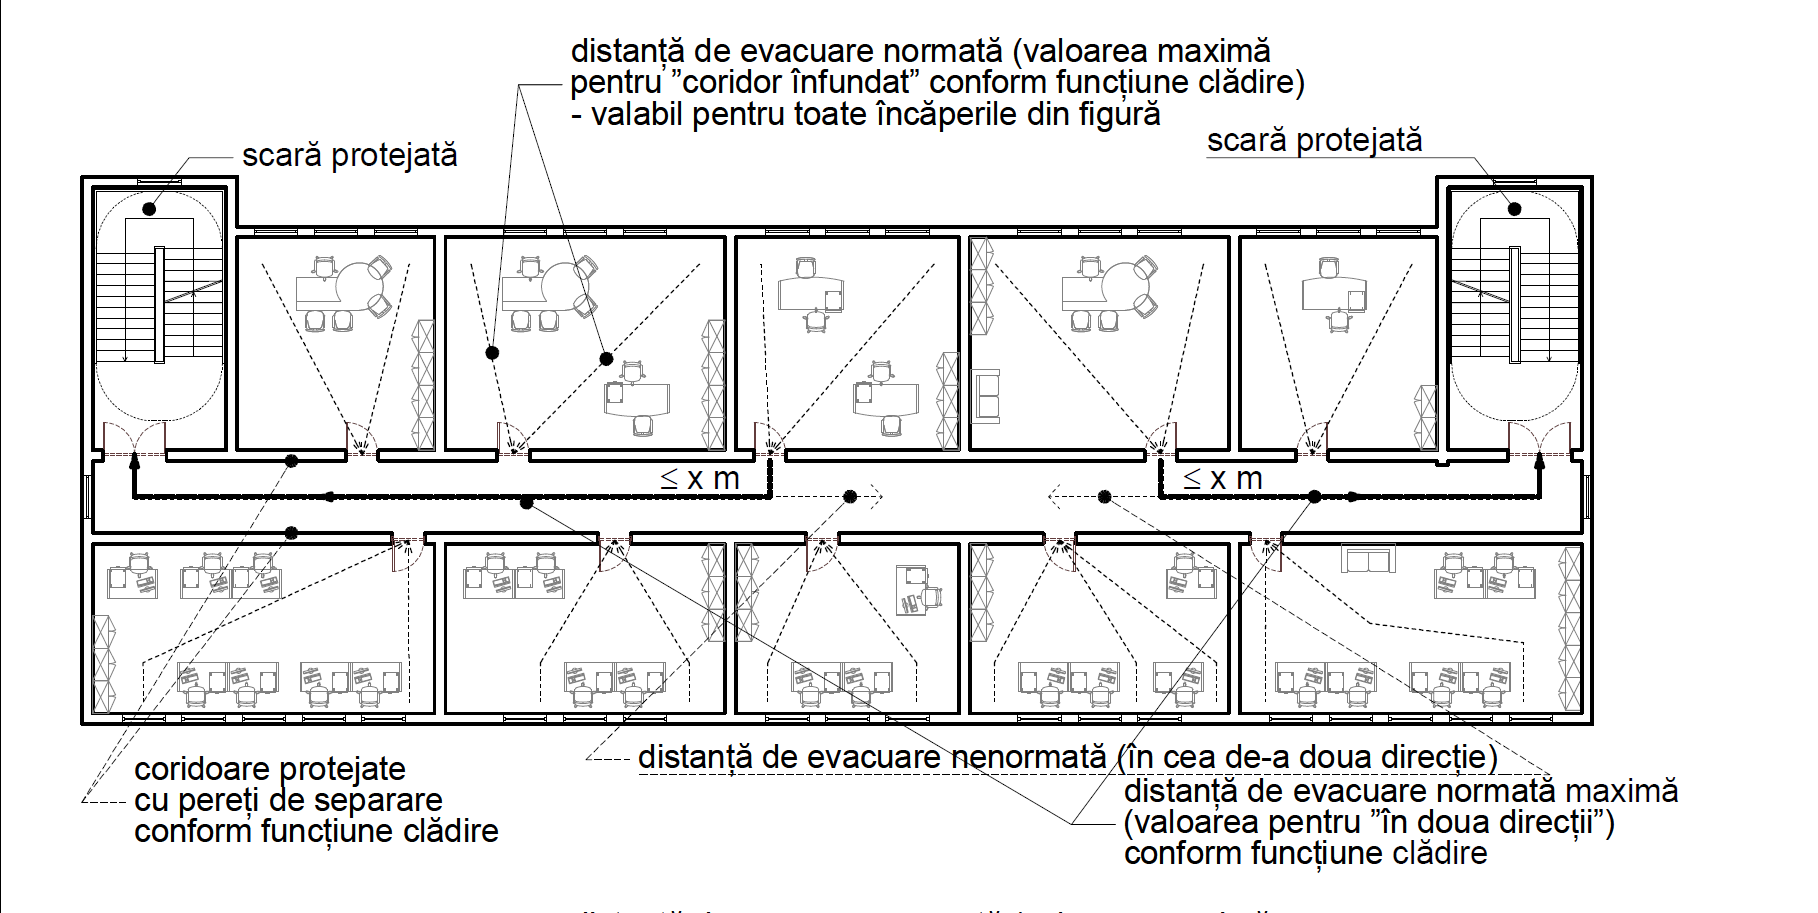 distanță de evacuare normată (valoarea maximă
pentru ”coridor înfundat” conform funcțiune clădire)
- valabil pentru toate încăperile din figură
scară protejată
scară protejată
≤ x m
≤ x m
distanță de evacuare nenormată (în cea de-a doua direcție)
coridoare protejate
cu pereți de separare
conform funcțiune clădire
distanță de evacuare normată maximă
(valoarea pentru ”în doua direcții”)
conform funcțiune clădire